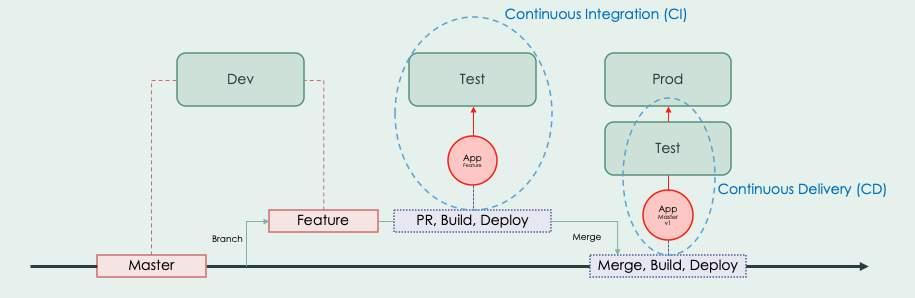 Continuous Integration (CI)
Dev
Test
Prod
Test
App
Feature
Continuous Delivery (CD)
App
Master
v1
Feature
PR, Build, Deploy
Branch
Merge
Master
Merge, Build, Deploy